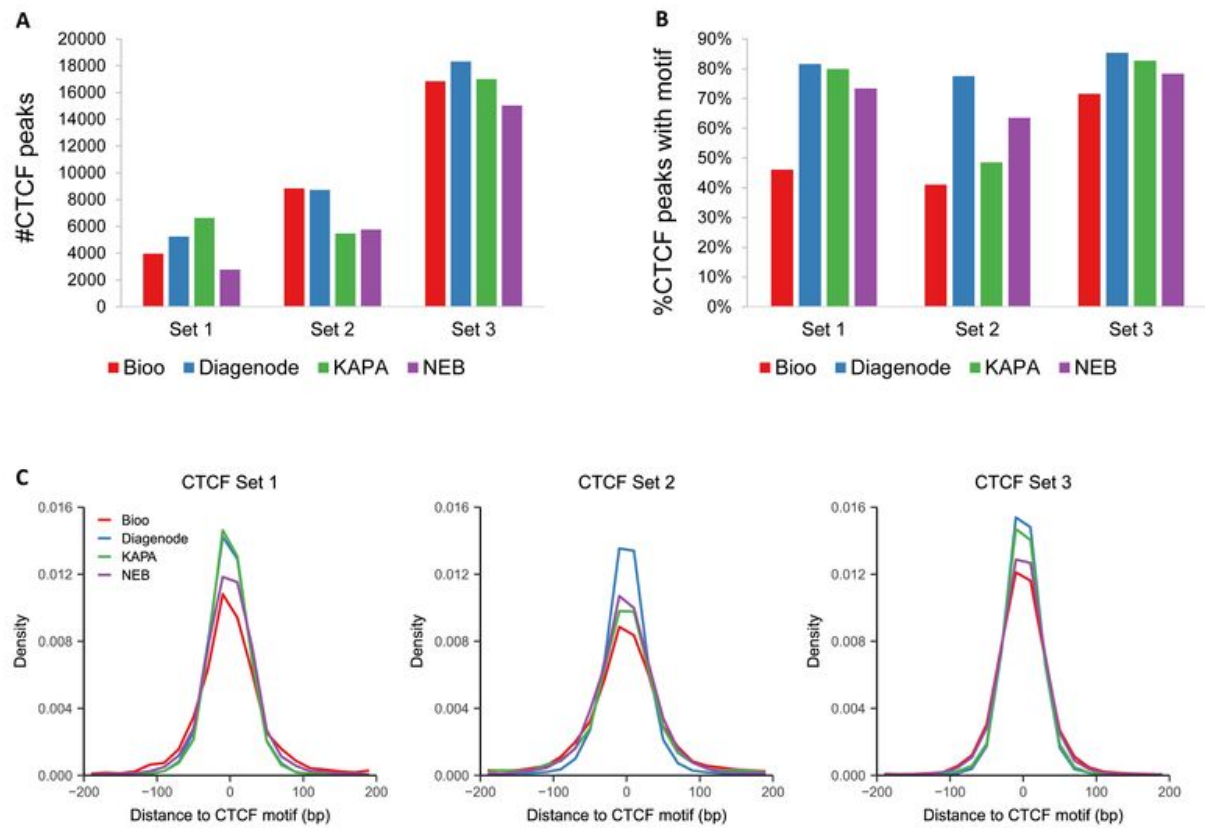 A
#CTCF peaks
20000
18000
16000
14000
12000
10000
8000
6000
4000
2000
0
Set 1 Set 2 Set 3
Bioo Diagenode KAPA NEB
B
%CTCF peaks with motif
90%
80%
70%
60%
50%
40%
30%
20%
10%
0%
Set 1 Set 2 Set 3
Bioo Diagenode KAPA NEB
C
CTCF Set 1
Density
0.016
0.012
0.008
0.004
0.000
Bioo
Diagenode
KAPA
NEB
−200 −100 0 100 200
Distance to CTCF motif (bp)
CTCF Set 2
Density
0.016
0.012
0.008
0.004
0.000
−200 −100 0 100 200
Distance to CTCF motif (bp)
CTCF Set 3
Density
0.016
0.012
0.008
0.004
0.000
−200 −100 0 100 200
Distance to CTCF motif (bp)